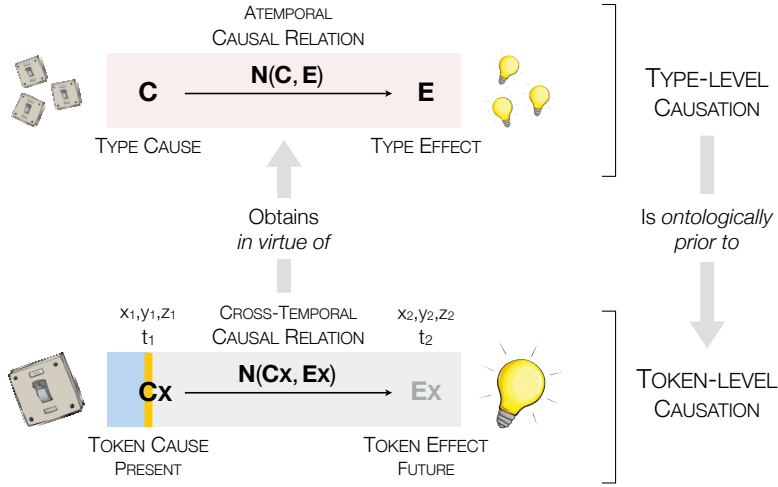 ATEMPORAL
CAUSAL RELATION
N(C, E)
C
E
TYPE CAUSE
TYPE EFFECT
TYPE-LEVEL
CAUSATION
Obtains
in virtue of
Is ontologically
prior to
x₁,y₁,z₁
t₁
CROSS-TEMPORAL
CAUSAL RELATION
x₂,y₂,z₂
t₂
N(Cx, Ex)
Cx
Ex
TOKEN CAUSE
PRESENT
TOKEN EFFECT
FUTURE
TOKEN-LEVEL
CAUSATION